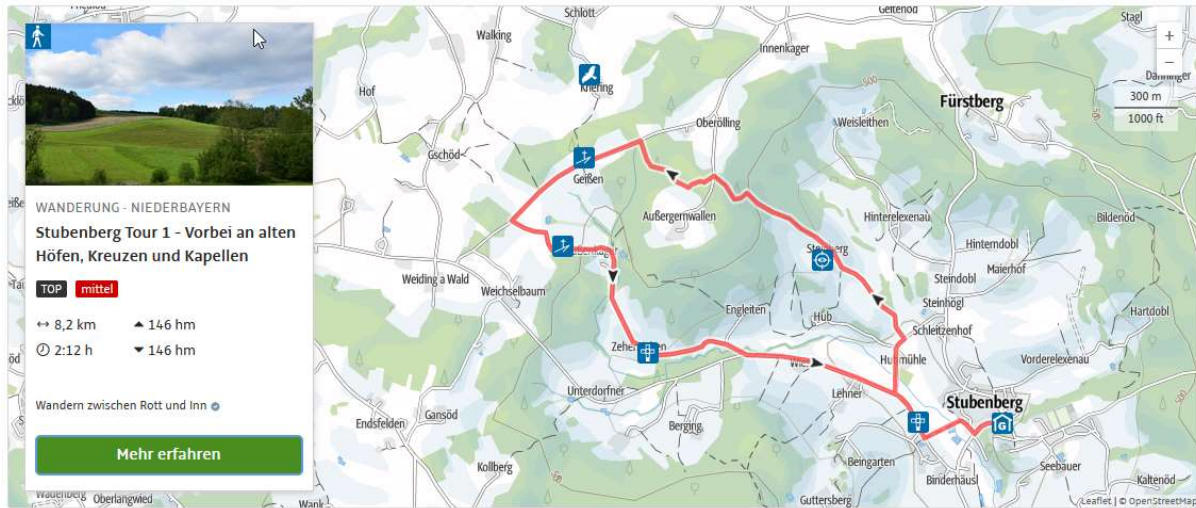 WANDERUNG - NIEDERBAYERN
Stubenberg Tour 1 - Vorbei an alten
Höfen, Kreuzen und Kapellen
TOP mittel
8,2 km 146 hm
2:12 h 146 hm
Wandern zwischen Rott und Inn
Mehr erfahren
Schlott
Geltenöd
Stagl
Walking
Innenkager
Hof
Fürstberg
300 m
1000 ft
+
−
500
Oberölling
Weisleithen
Gschöd
Geißen
Außergernwallen
Hinterelexenau
Bildenöd
Hinterndobl
Maierhof
Weiding a Wald
Steindobl
Weichselbaum
Steinhögl
Engleiten
Hub
Hartdobl
Schleitzenhof
Vorderelexenau
Unterdorfner
Lehner
Stubenberg
G
500
Gansöd
Endsfelden
Berging
Beingarten
Seebauer
Kollberg
Binderhäusl
Kaltenöd
Guttersberg
Oberlangwied
Leaflet | © OpenStreetMap